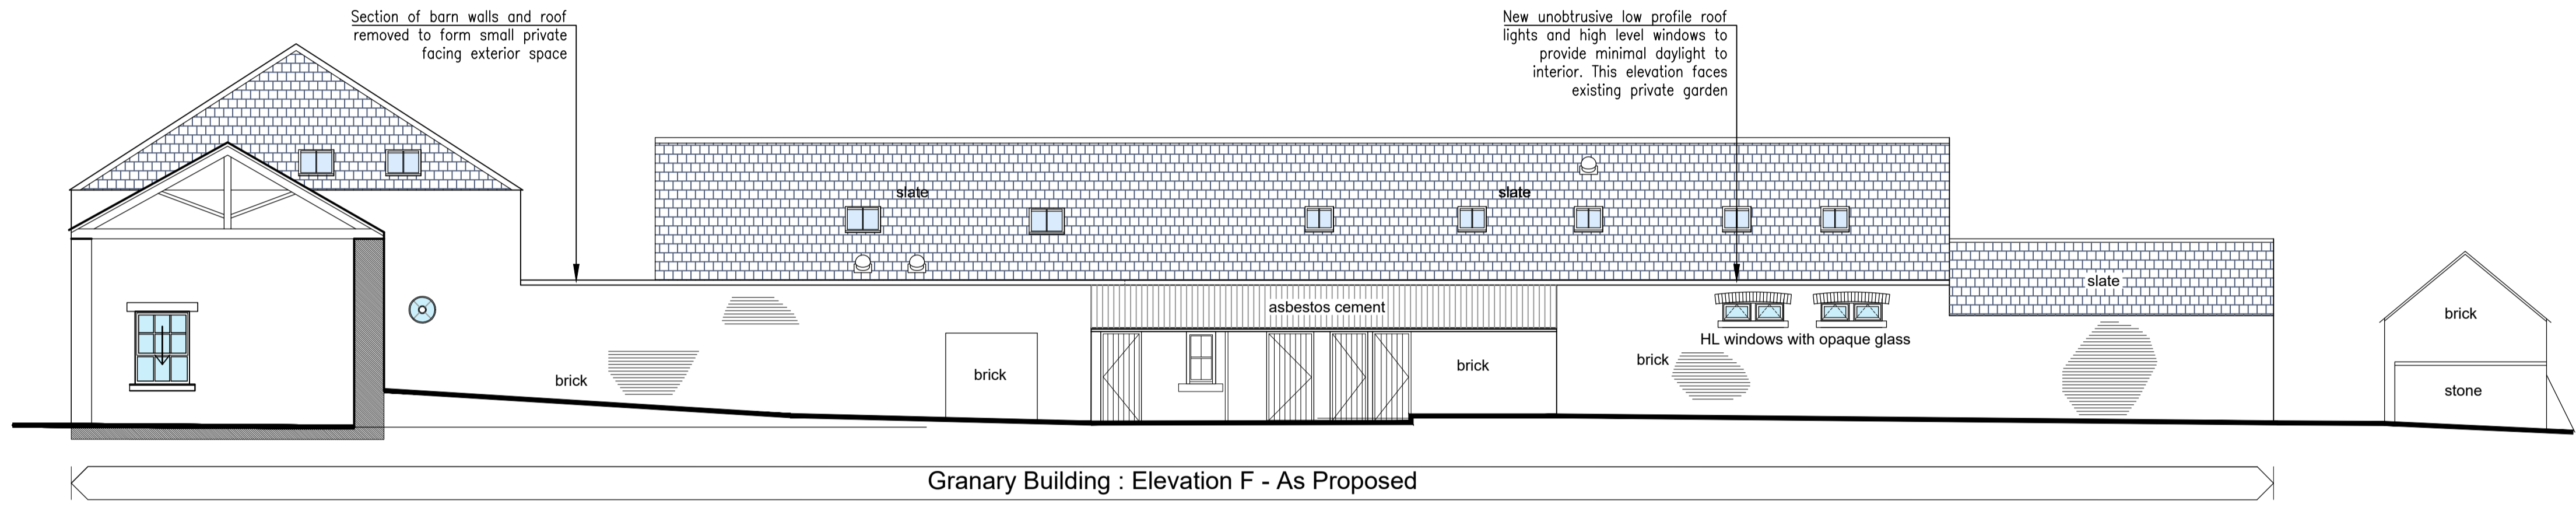 Section of barn walls and roof
removed to form small private
facing exterior space
New unobtrusive low profile roof
lights and high level windows to
provide minimal daylight to
interior. This elevation faces
existing private garden
slate
slate
slate
asbestos cement
HL windows with opaque glass
brick
brick
brick
brick
brick
stone
Granary Building : Elevation F - As Proposed